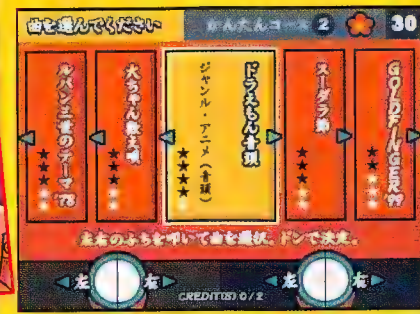 曲を選んでください
かんたんコース 2
30
ルパン三世のテーマ'78
★★★★
犬ちゃん数え唄
★★★★
ドラえもん音頭
ジャンル・アニメ(音頭)
★★★★
スーダラ節
★★★
GOLDFINGER'99
★★★★
左右のふちを叩いて曲を選択。ドンで決定。
左 右
左 右
CREDIT(S) 0/2